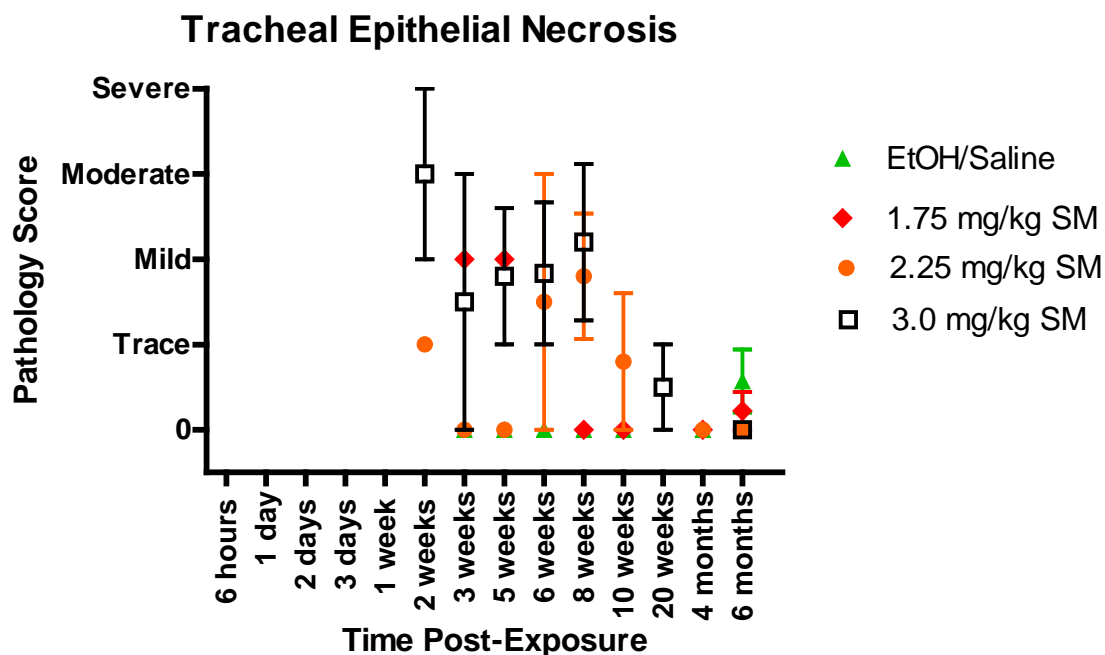 Tracheal Epithelial Necrosis
Pathology Score
Severe
Moderate
Mild
Trace
0
6 hours
1 day
2 days
3 days
1 week
2 weeks
3 weeks
5 weeks
6 weeks
8 weeks
10 weeks
20 weeks
4 months
6 months
Time Post-Exposure
EtOH/Saline
1.75 mg/kg SM
2.25 mg/kg SM
3.0 mg/kg SM